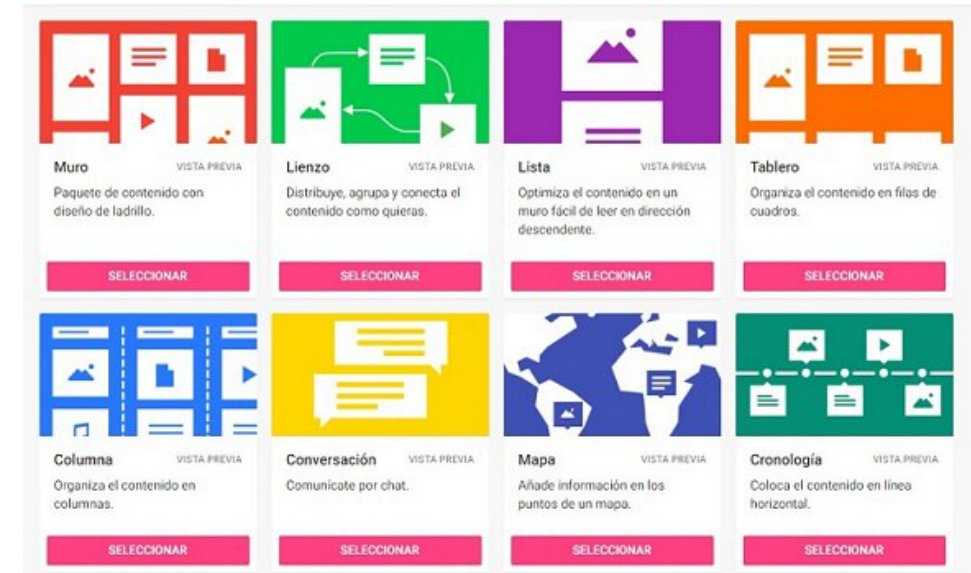 Muro VISTA PREVIA
Paquete de contenido con
diseño de ladrillo.
SELECCIONAR
Lienzo VISTA PREVIA
Distribuye, agrupa y conecta el
contenido como quieras.
SELECCIONAR
Lista VISTA PREVIA
Optimiza el contenido en un
muro fácil de leer en dirección
descendente.
SELECCIONAR
Tablero VISTA PREVIA
Organiza el contenido en filas de
cuadros.
SELECCIONAR
Columna VISTA PREVIA
Organiza el contenido en
columnas.
SELECCIONAR
Conversación VISTA PREVIA
Comunícate por chat.
SELECCIONAR
Mapa VISTA PREVIA
Añade información en los
puntos de un mapa.
SELECCIONAR
Cronología VISTA PREVIA
Coloca el contenido en línea
horizontal.
SELECCIONAR